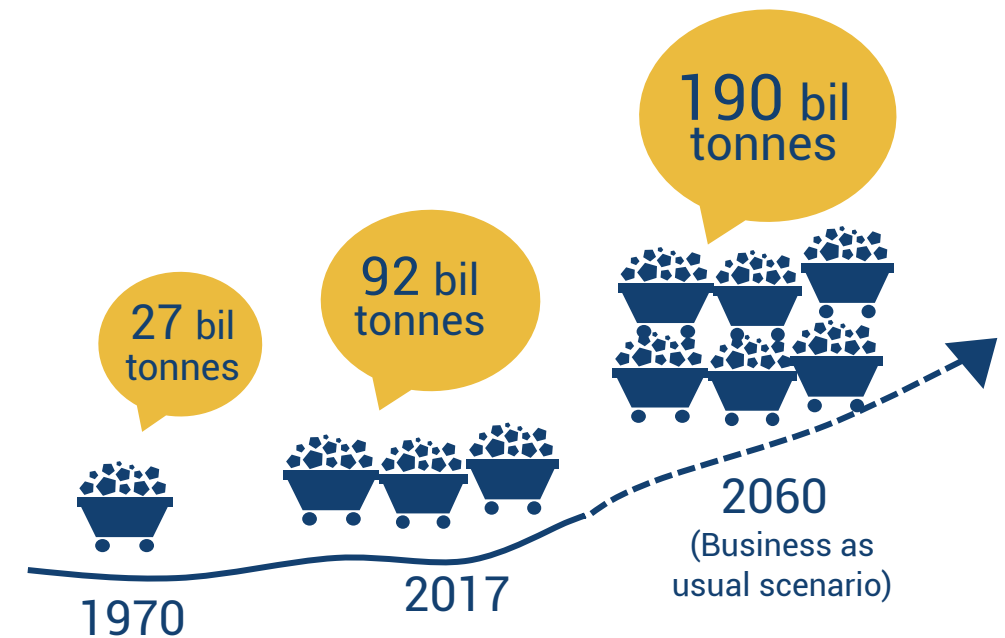 27 bil
tonnes
92 bil
tonnes
190 bil
tonnes
1970
2017
2060
(Business as
usual scenario)